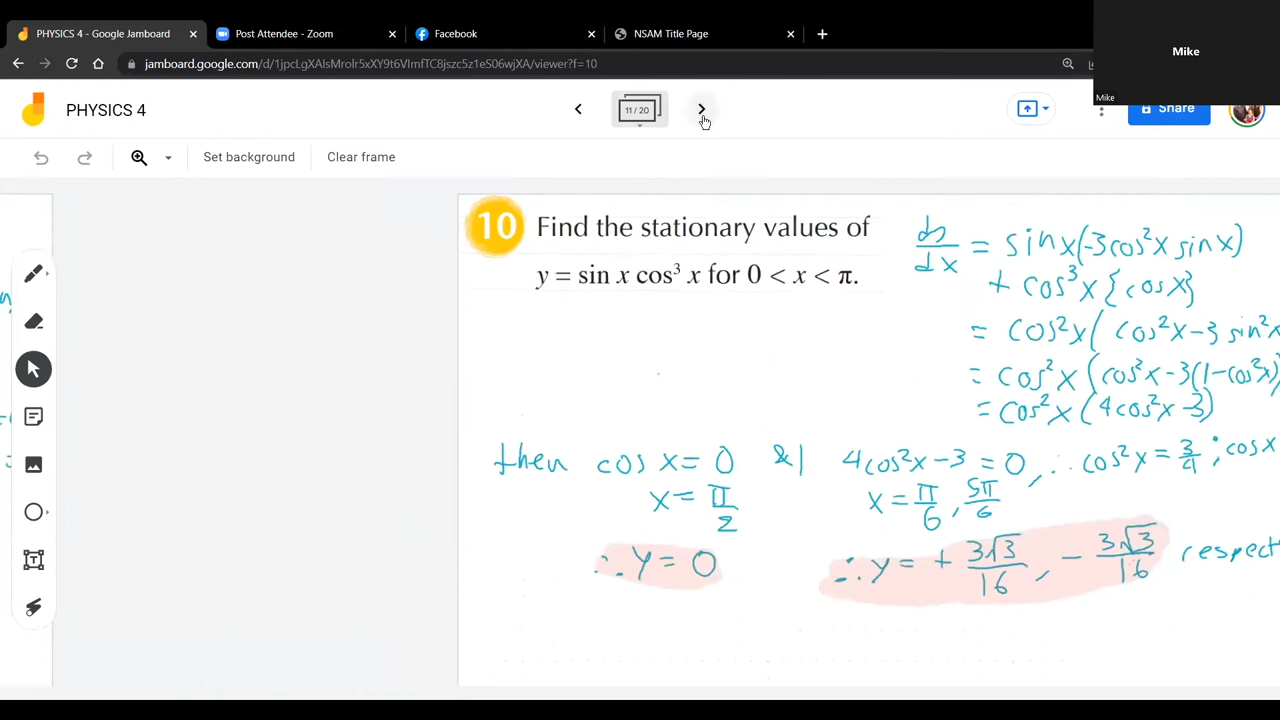 PHYSICS 4 - Google Jamboard
Post Attendee - Zoom
Facebook
NSAM Title Page
jamboard.google.com/d/1jpcLgXAIsMrolr5xXY9t6VImfTC8jszc5z1eS06wjXA/viewer?f=10
Mike
Mike
PHYSICS 4
11 / 20
Share
Set background
Clear frame
10 Find the stationary values of
y = sin x cos³ x for 0 < x < π.
dy/dx = sin x(-3cos²x sin x)
+ cos³x{cos x}
= cos²x( cos²x-3 sin²x
= cos²x (cos²x-3(1-cos²x)
= cos²x (4cos²x-3)
then cos x = 0 & 4cos²x-3 = 0, ∴ cos²x = 3/4 ; cos x
x = π/2 x = π/6, 5π/6
∴ y = 0 ∴ y = + 3√3/16, - 3√3/16 respect